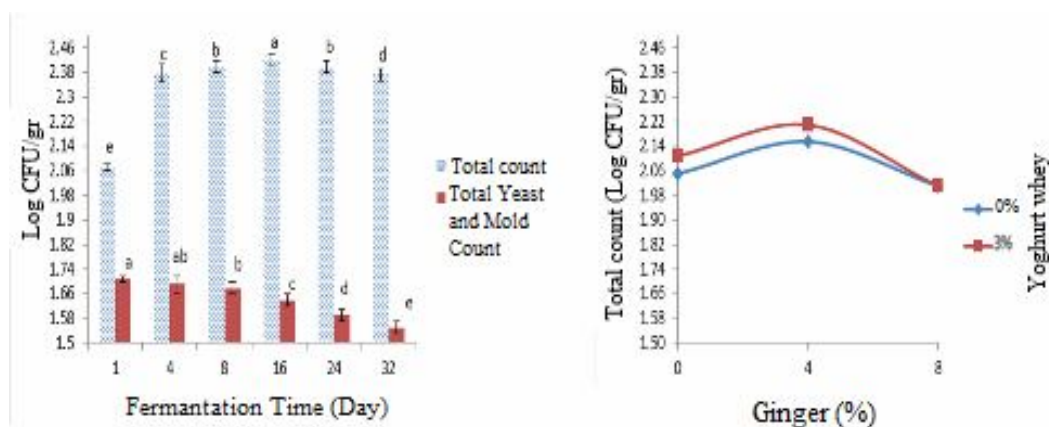 Log CFU/gr
2.46
2.38
2.3
2.22
2.14
2.06
1.98
1.9
1.82
1.74
1.66
1.58
1.5
e
c
b
a
b
d
a
ab
b
c
d
e
1
4
8
16
24
32
Fermantation Time (Day)
Total count
Total Yeast
and Mold
Count
Total count (Log CFU/gr)
2.46
2.38
2.30
2.22
2.14
2.06
1.98
1.90
1.82
1.74
1.66
1.58
1.50
0
4
8
Ginger (%)
0%
3%
Yoghurt whey